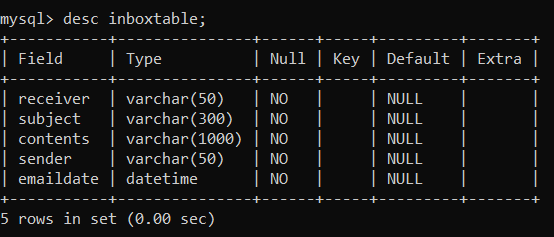 mysql> desc inboxtable;
+-----------+---------------+------+-----+---------+-------+
| Field     | Type          | Null | Key | Default | Extra |
+-----------+---------------+------+-----+---------+-------+
| receiver  | varchar(50)   | NO   |     | NULL    |       |
| subject   | varchar(300)  | NO   |     | NULL    |       |
| contents  | varchar(1000) | NO   |     | NULL    |       |
| sender    | varchar(50)   | NO   |     | NULL    |       |
| emaildate | datetime      | NO   |     | NULL    |       |
+-----------+---------------+------+-----+---------+-------+
5 rows in set (0.00 sec)